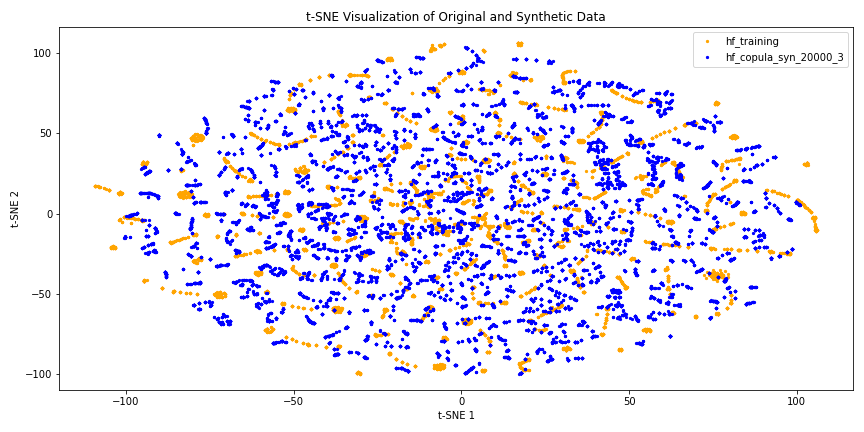 t-SNE Visualization of Original and Synthetic Data
hf_training
hf_copula_syn_20000_3
100
50
0
−50
−100
t-SNE 2
−100
−50
0
50
100
t-SNE 1